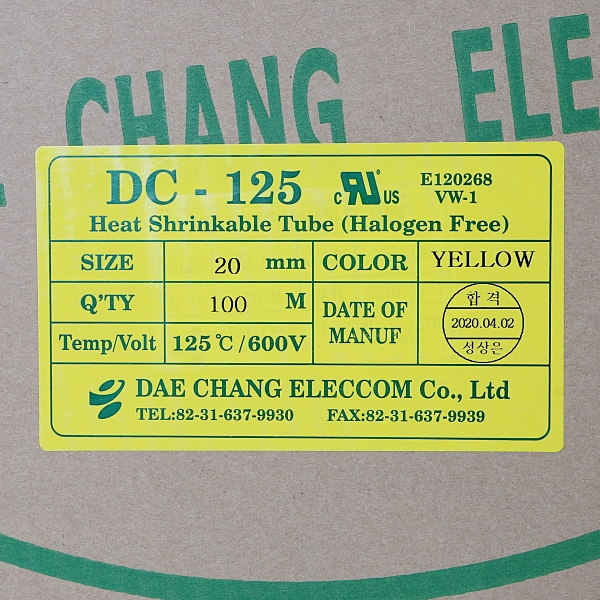 CHANG ELE
DC - 125 c RU US E120268
VW-1
Heat Shrinkable Tube (Halogen Free)
SIZE 20 mm COLOR YELLOW
Q'TY 100 M DATE OF MANUF
Temp/Volt 125℃/600V
합격
2020.04.02
성상은
DAE CHANG ELECCOM Co., Ltd
TEL:82-31-637-9930 FAX:82-31-637-9939